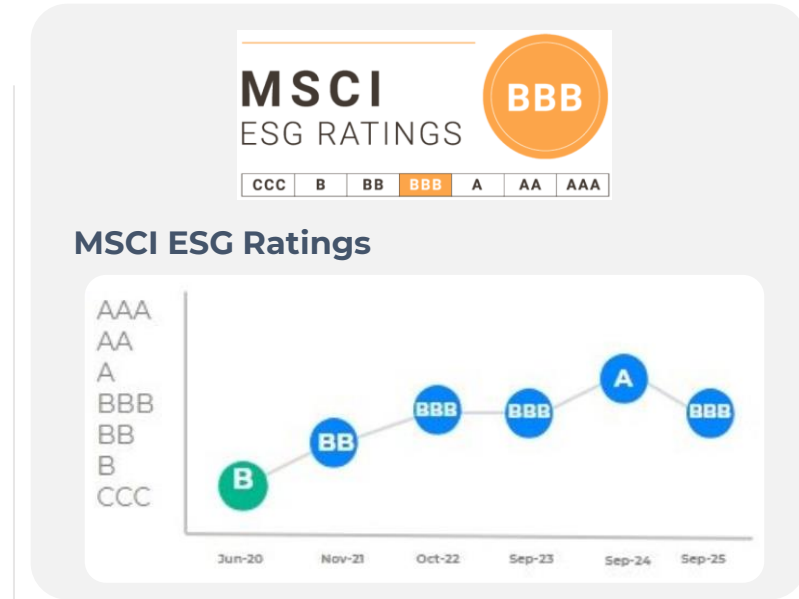 MSCI
ESG RATINGS
BBB
CCC B BB BBB A AA AAA
MSCI ESG Ratings
AAA
AA
A
BBB
BB
B
CCC
B
BB
BBB
BBB
A
BBB
Jun-20 Nov-21 Oct-22 Sep-23 Sep-24 Sep-25